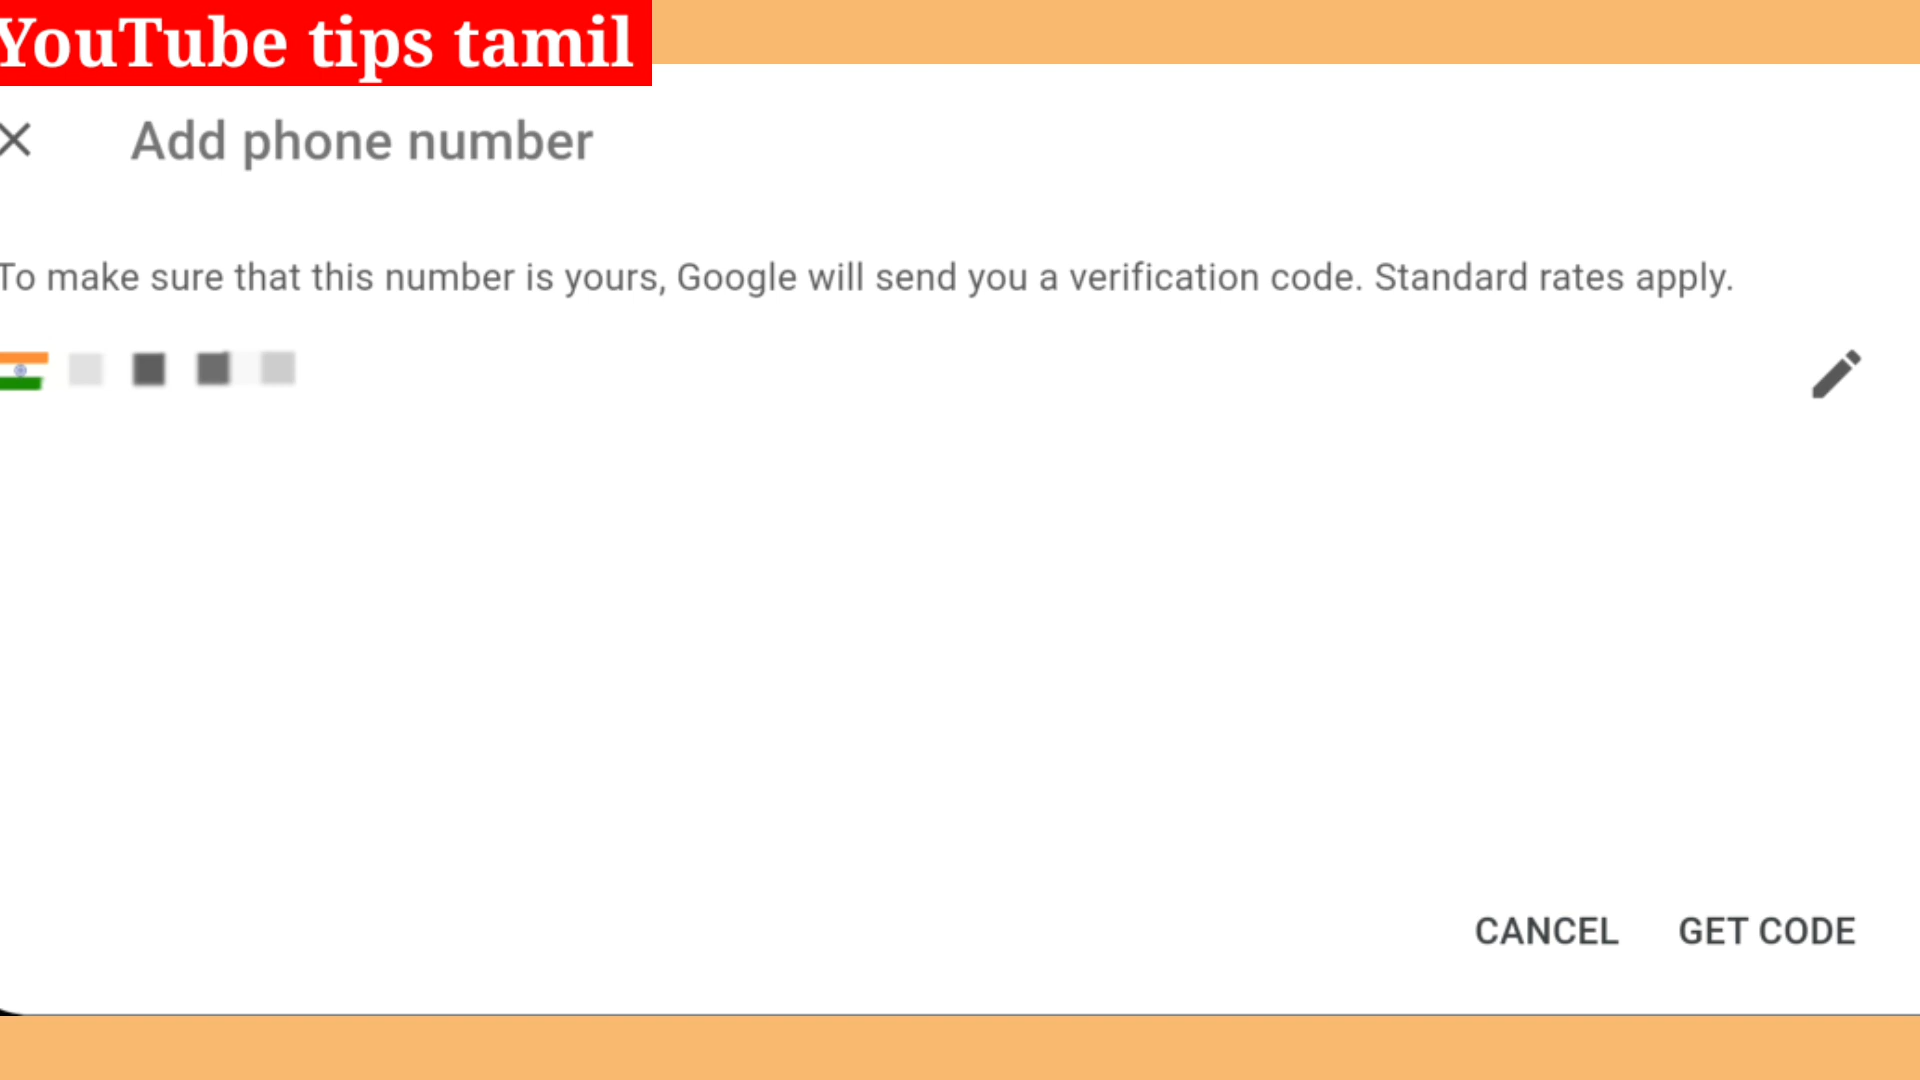 YouTube tips tamil
Add phone number
To make sure that this number is yours, Google will send you a verification code. Standard rates apply.
CANCEL GET CODE